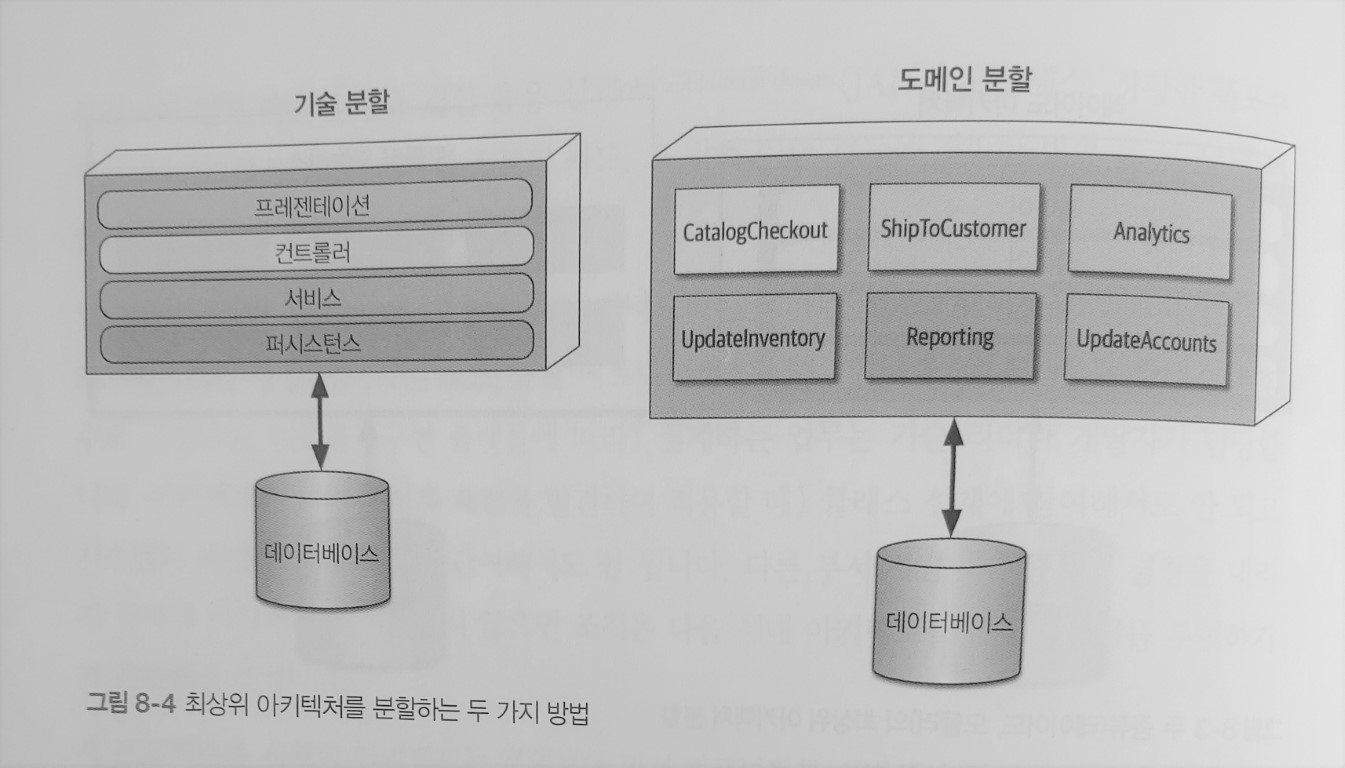 기술 분할
프레젠테이션
컨트롤러
서비스
퍼시스턴스
데이터베이스
도메인 분할
CatalogCheckout
ShipToCustomer
Analytics
UpdateInventory
Reporting
UpdateAccounts
데이터베이스
그림 8-4 최상위 아키텍처를 분할하는 두 가지 방법